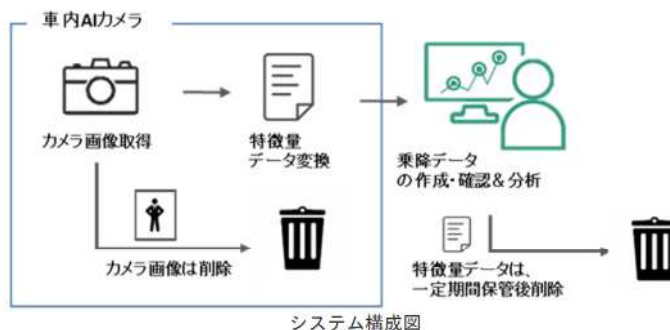 車内AIカメラ
カメラ画像取得
特徴量
データ変換
乗降データ
の作成・確認&分析
カメラ画像は削除
特徴量データは、
一定期間保管後削除
システム構成図